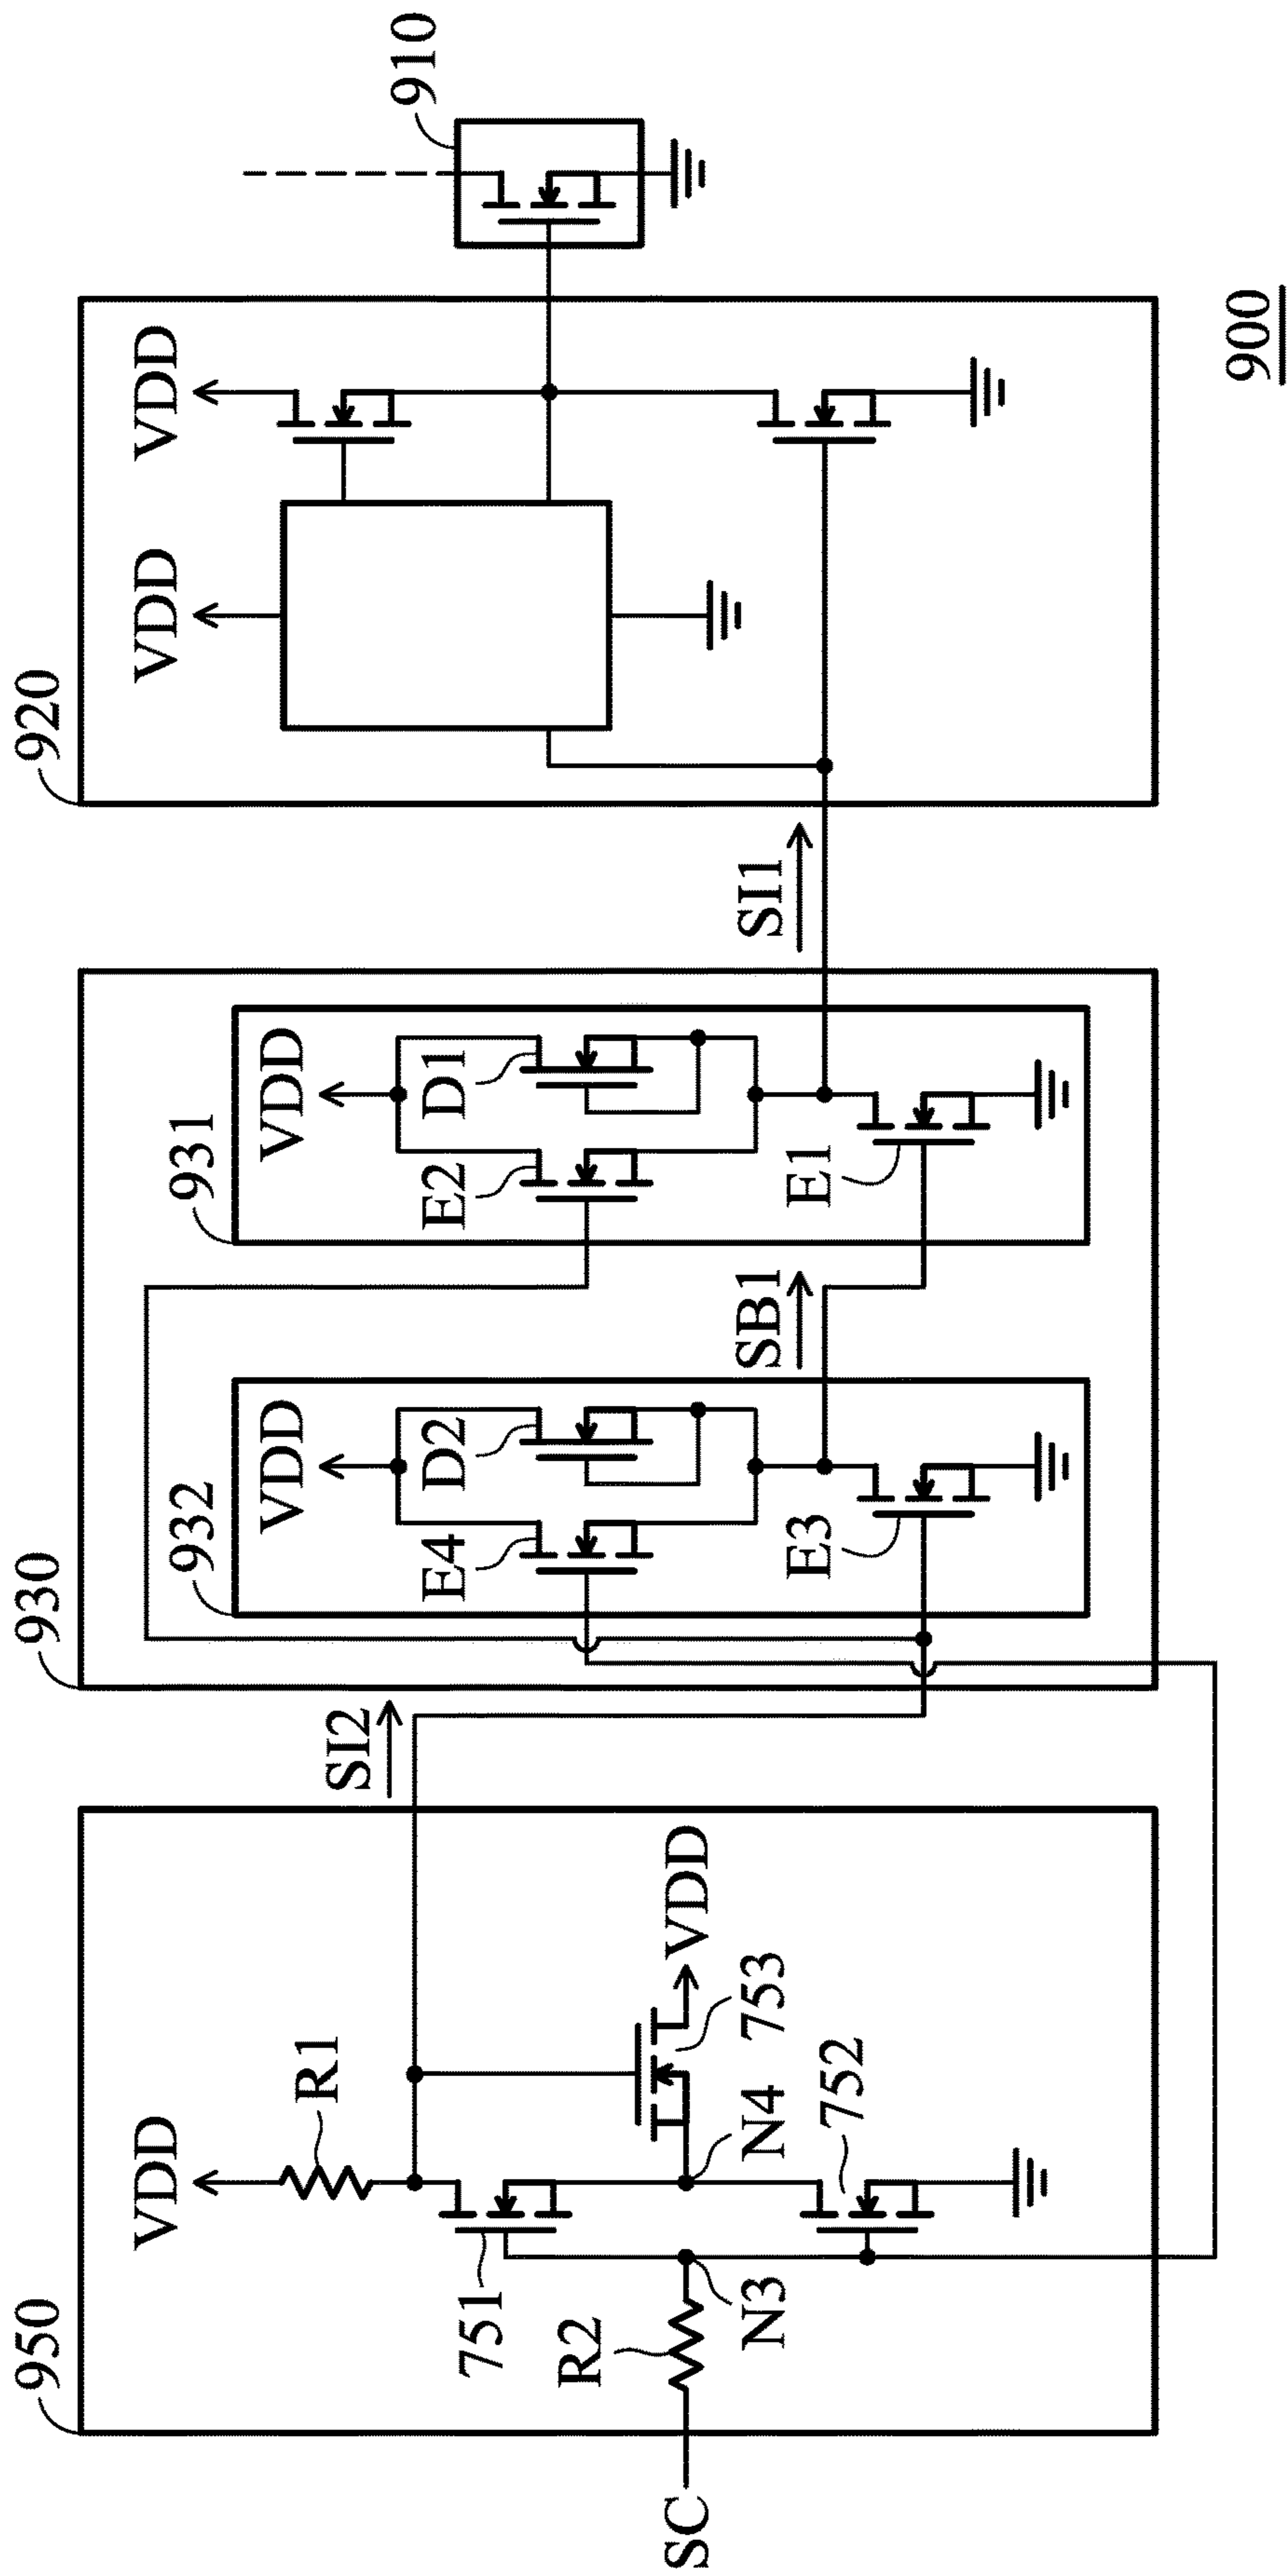 950
SC
R2
N3
751
752
N4
753
VDD
R1
VDD
SI2
930
932
VDD
E4
D2
E3
SB1
931
VDD
E2
D1
E1
SI1
920
VDD
VDD
910
900